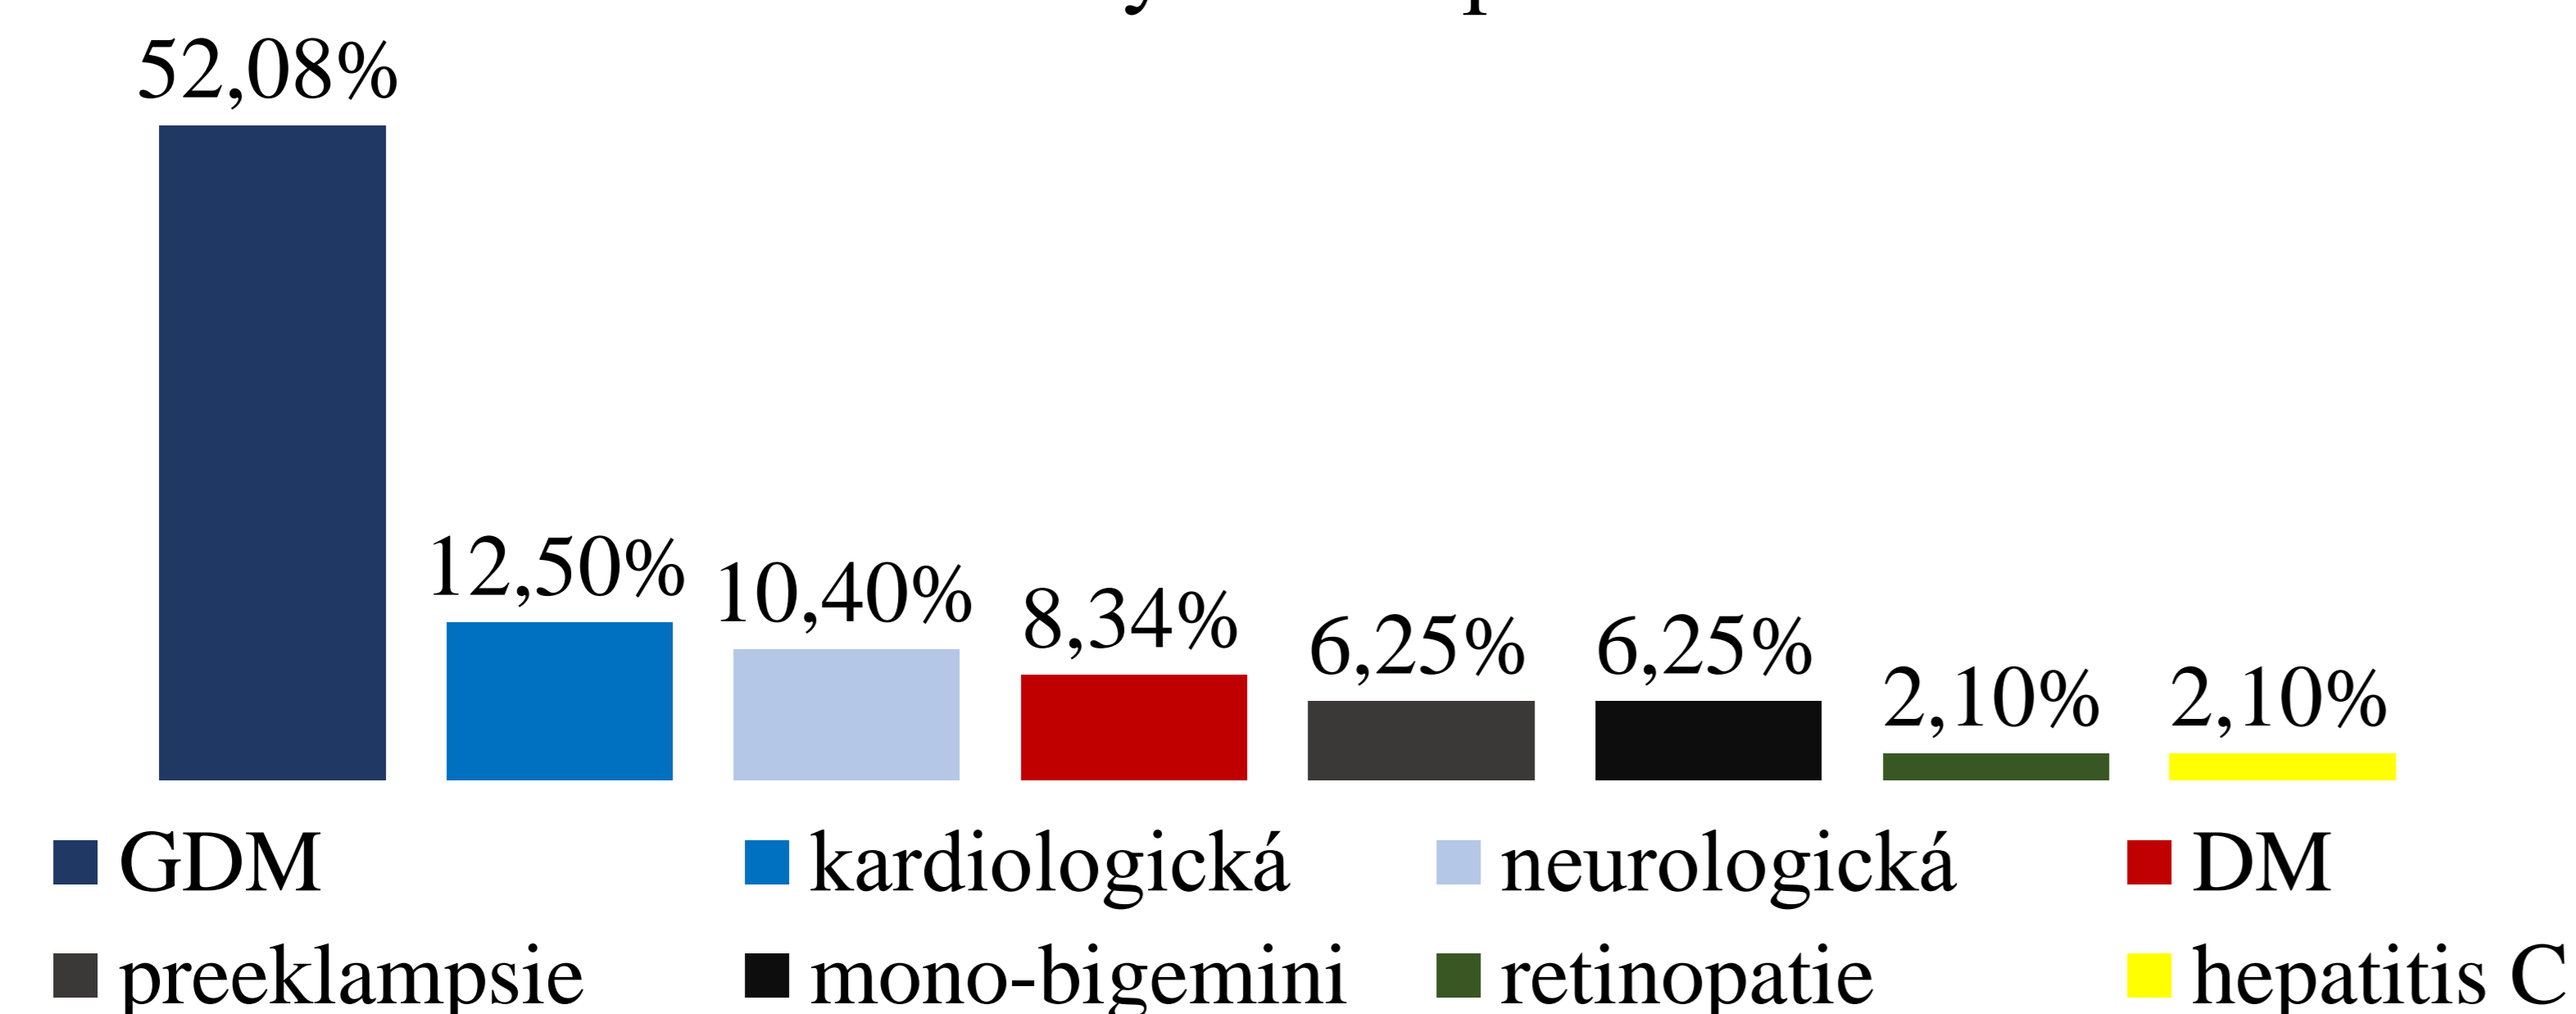 52,08%
12,50%
10,40%
8,34%
6,25%
6,25%
2,10%
2,10%
GDM
kardiologická
neurologická
DM
preeklampsie
mono-bigemini
retinopatie
hepatitis C